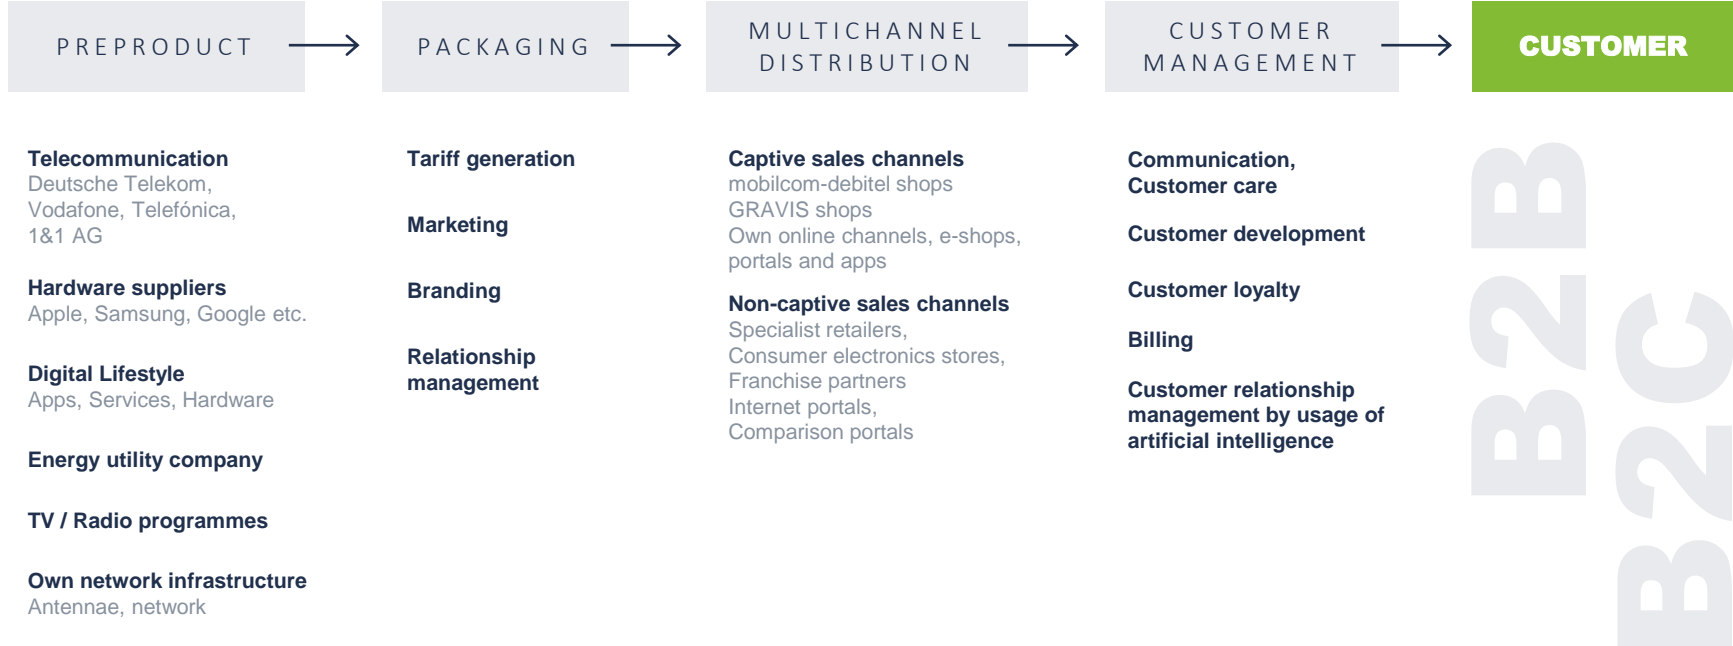 PREPRODUCT
PACKAGING
MULTICHANNEL
DISTRIBUTION
CUSTOMER
MANAGEMENT
CUSTOMER
Telecommunication
Deutsche Telekom,
Vodafone, Telefónica,
1&1 AG
Hardware suppliers
Apple, Samsung, Google etc.
Digital Lifestyle
Apps, Services, Hardware
Energy utility company
TV / Radio programmes
Own network infrastructure
Antennae, network
Tariff generation
Marketing
Branding
Relationship
management
Captive sales channels
mobilcom-debitel shops
GRAVIS shops
Own online channels, e-shops,
portals and apps
Non-captive sales channels
Specialist retailers,
Consumer electronics stores,
Franchise partners
Internet portals,
Comparison portals
Communication,
Customer care
Customer development
Customer loyalty
Billing
Customer relationship
management by usage of
artificial intelligence
B2B
B2C